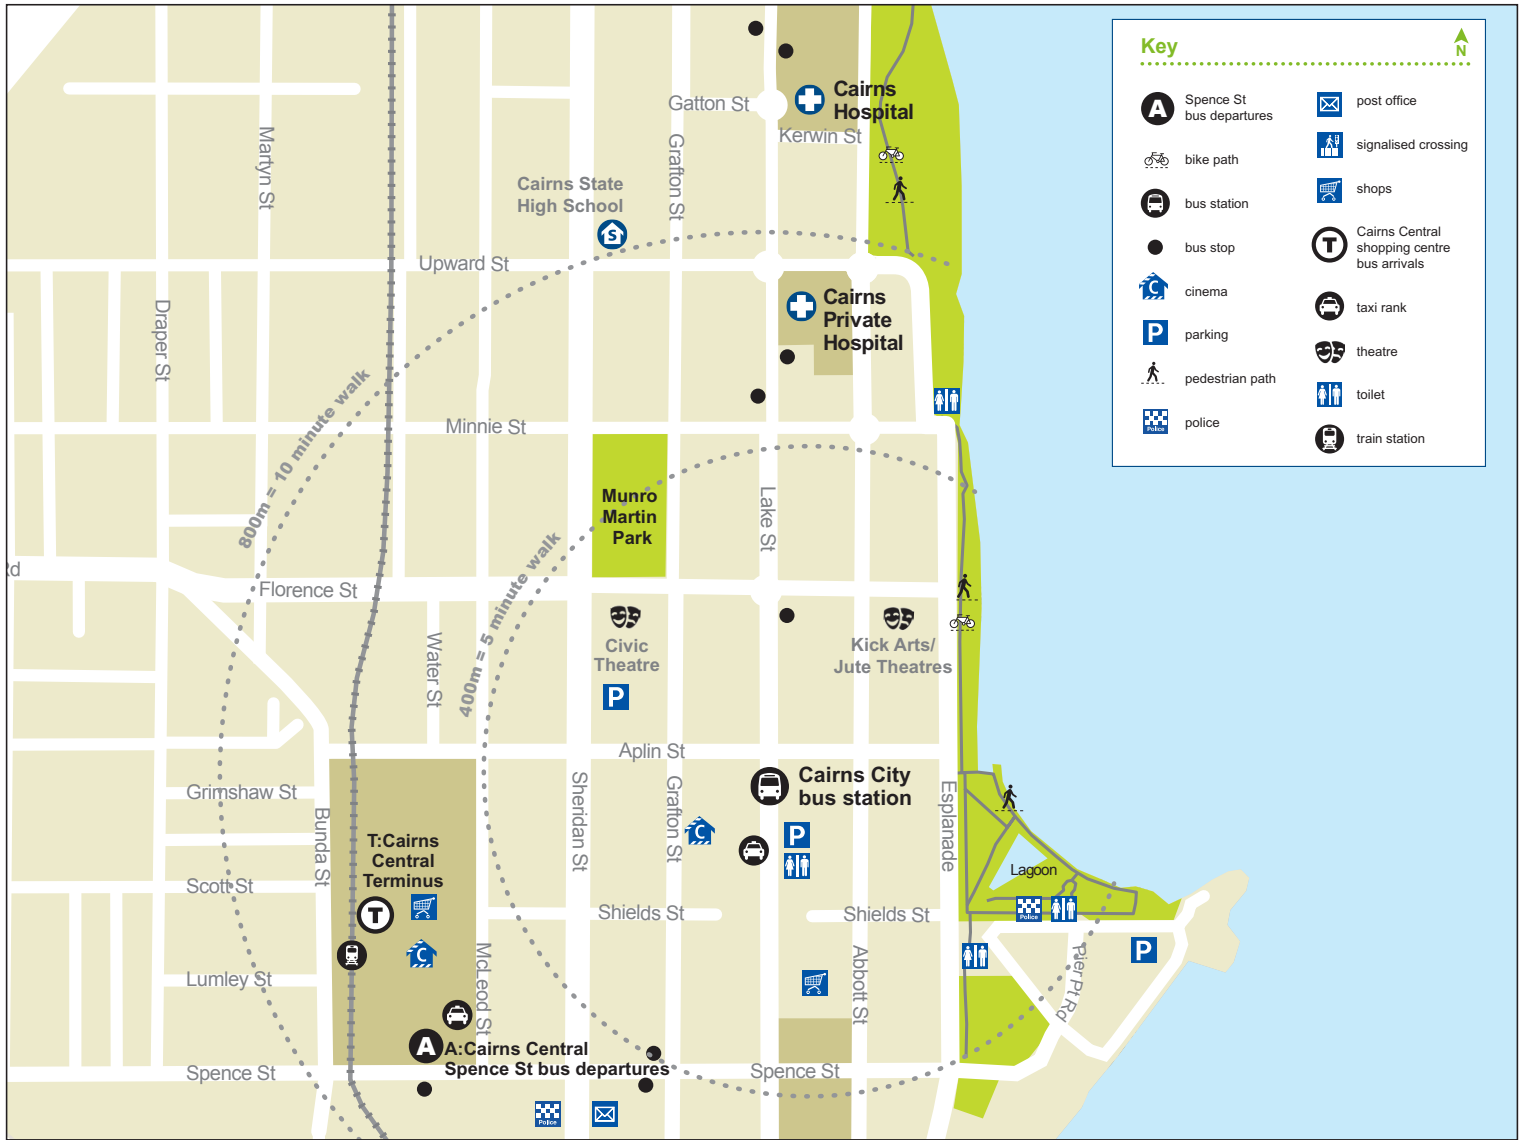 Key
N
A
Spence St
bus departures
bike path
bus station
bus stop
C
cinema
P
parking
pedestrian path
Police
police
post office
signalised crossing
shops
T
Cairns Central
shopping centre
bus arrivals
taxi rank
theatre
toilet
train station
Gatton St
Cairns
Hospital
Kerwin St
Martyn St
Grafton St
Cairns State
High School
S
Upward St
Draper St
Cairns
Private
Hospital
800m = 10 minute walk
Minnie St
Munro
Martin
Park
Lake St
400m = 5 minute walk
Rd
Florence St
Water St
Civic
Theatre
P
Kick Arts/
Jute Theatres
Aplin St
Cairns City
bus station
Grimshaw St
Bunda St
Sheridan St
Grafton St
C
P
Esplanade
T:Cairns
Central
Terminus
T
Lagoon
Scott St
Shields St
Shields St
Police
C
McLeod St
Abbott St
Pier Pt Rd
P
Lumley St
A
A:Cairns Central
Spence St bus departures
Spence St
Spence St
Police